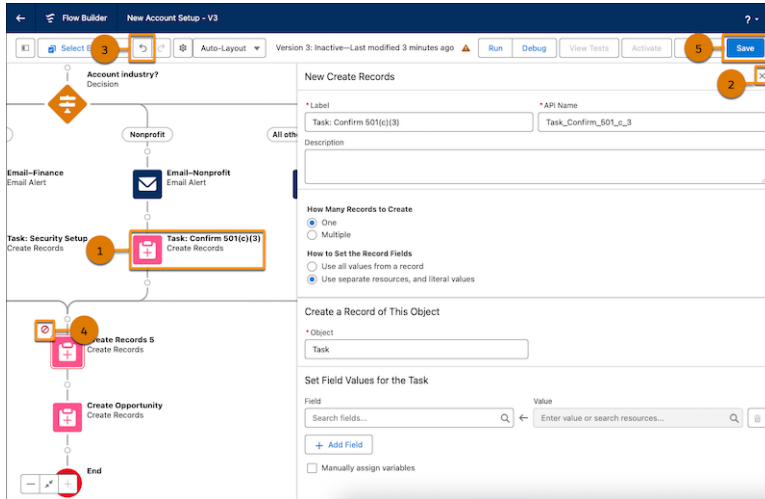 Flow Builder
New Account Setup - V3
?
3
Select E
Auto-Layout
Version 3: Inactive—Last modified 3 minutes ago
Run
Debug
View Tests
Activate
5
Save
Account industry?
Decision
Nonprofit
All oth
Email—Finance
Email Alert
Email—Nonprofit
Email Alert
Task: Security Setup
Create Records
1
Task: Confirm 501(c)(3)
Create Records
4
Create Records 5
Create Records
Create Opportunity
Create Records
End
New Create Records
2
* Label
* API Name
Task: Confirm 501(c)(3)
Task_Confirm_501_c_3
Description
How Many Records to Create
One
Multiple
How to Set the Record Fields
Use all values from a record
Use separate resources, and literal values
Create a Record of This Object
* Object
Task
Set Field Values for the Task
Field
Value
Search fields...
Enter value or search resources...
+ Add Field
Manually assign variables